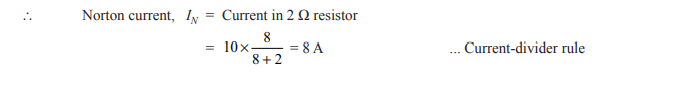 ∴ Norton current, I_N = Current in 2 Ω resistor
= 10 × 8/(8 + 2) = 8 A ... Current-divider rule